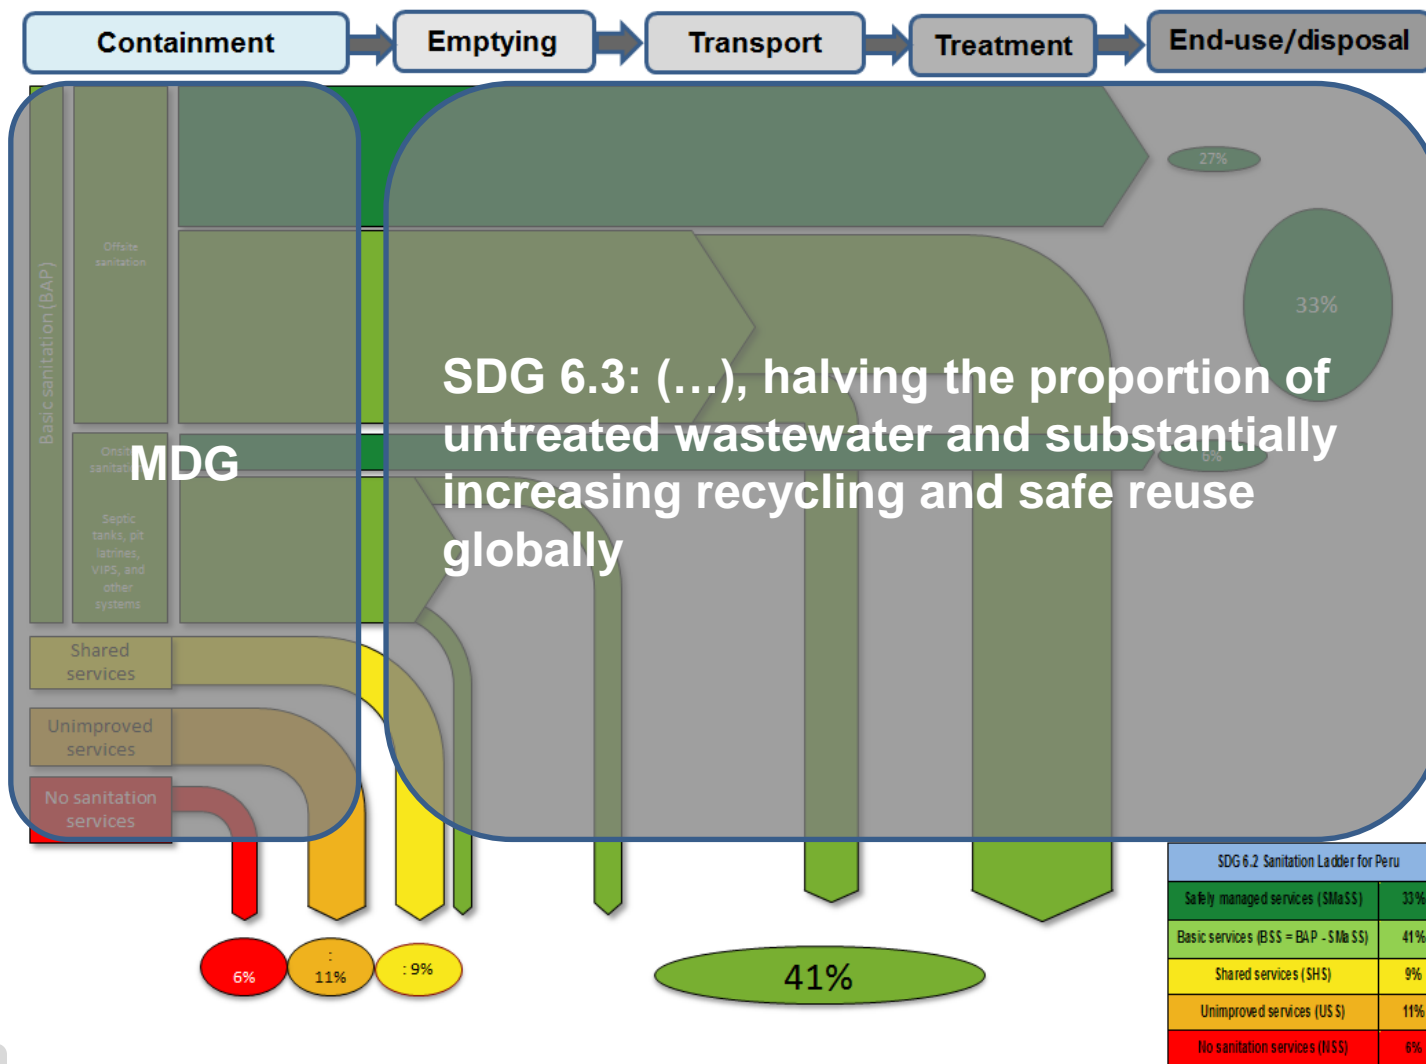 Containment
Emptying
Transport
Treatment
End-use/disposal
Basic sanitation (BAP)
Offsite
sanitation
27%
33%
SDG 6.3: (...), halving the proportion of
untreated wastewater and substantially
increasing recycling and safe reuse
globally
MDG
Onsite
sanitation
6%
Septic
tanks, pit
latrines,
VIPS, and
other
systems
Shared
services
Unimproved
services
No sanitation
services
6%
:
11%
: 9%
41%
SDG 6.2 Sanitation Ladder for Peru
Safely managed services (SMaSS) 33%
Basic services (BSS = BAP - SMaSS) 41%
Shared services (SHS) 9%
Unimproved services (USS) 11%
No sanitation services (NSS) 6%